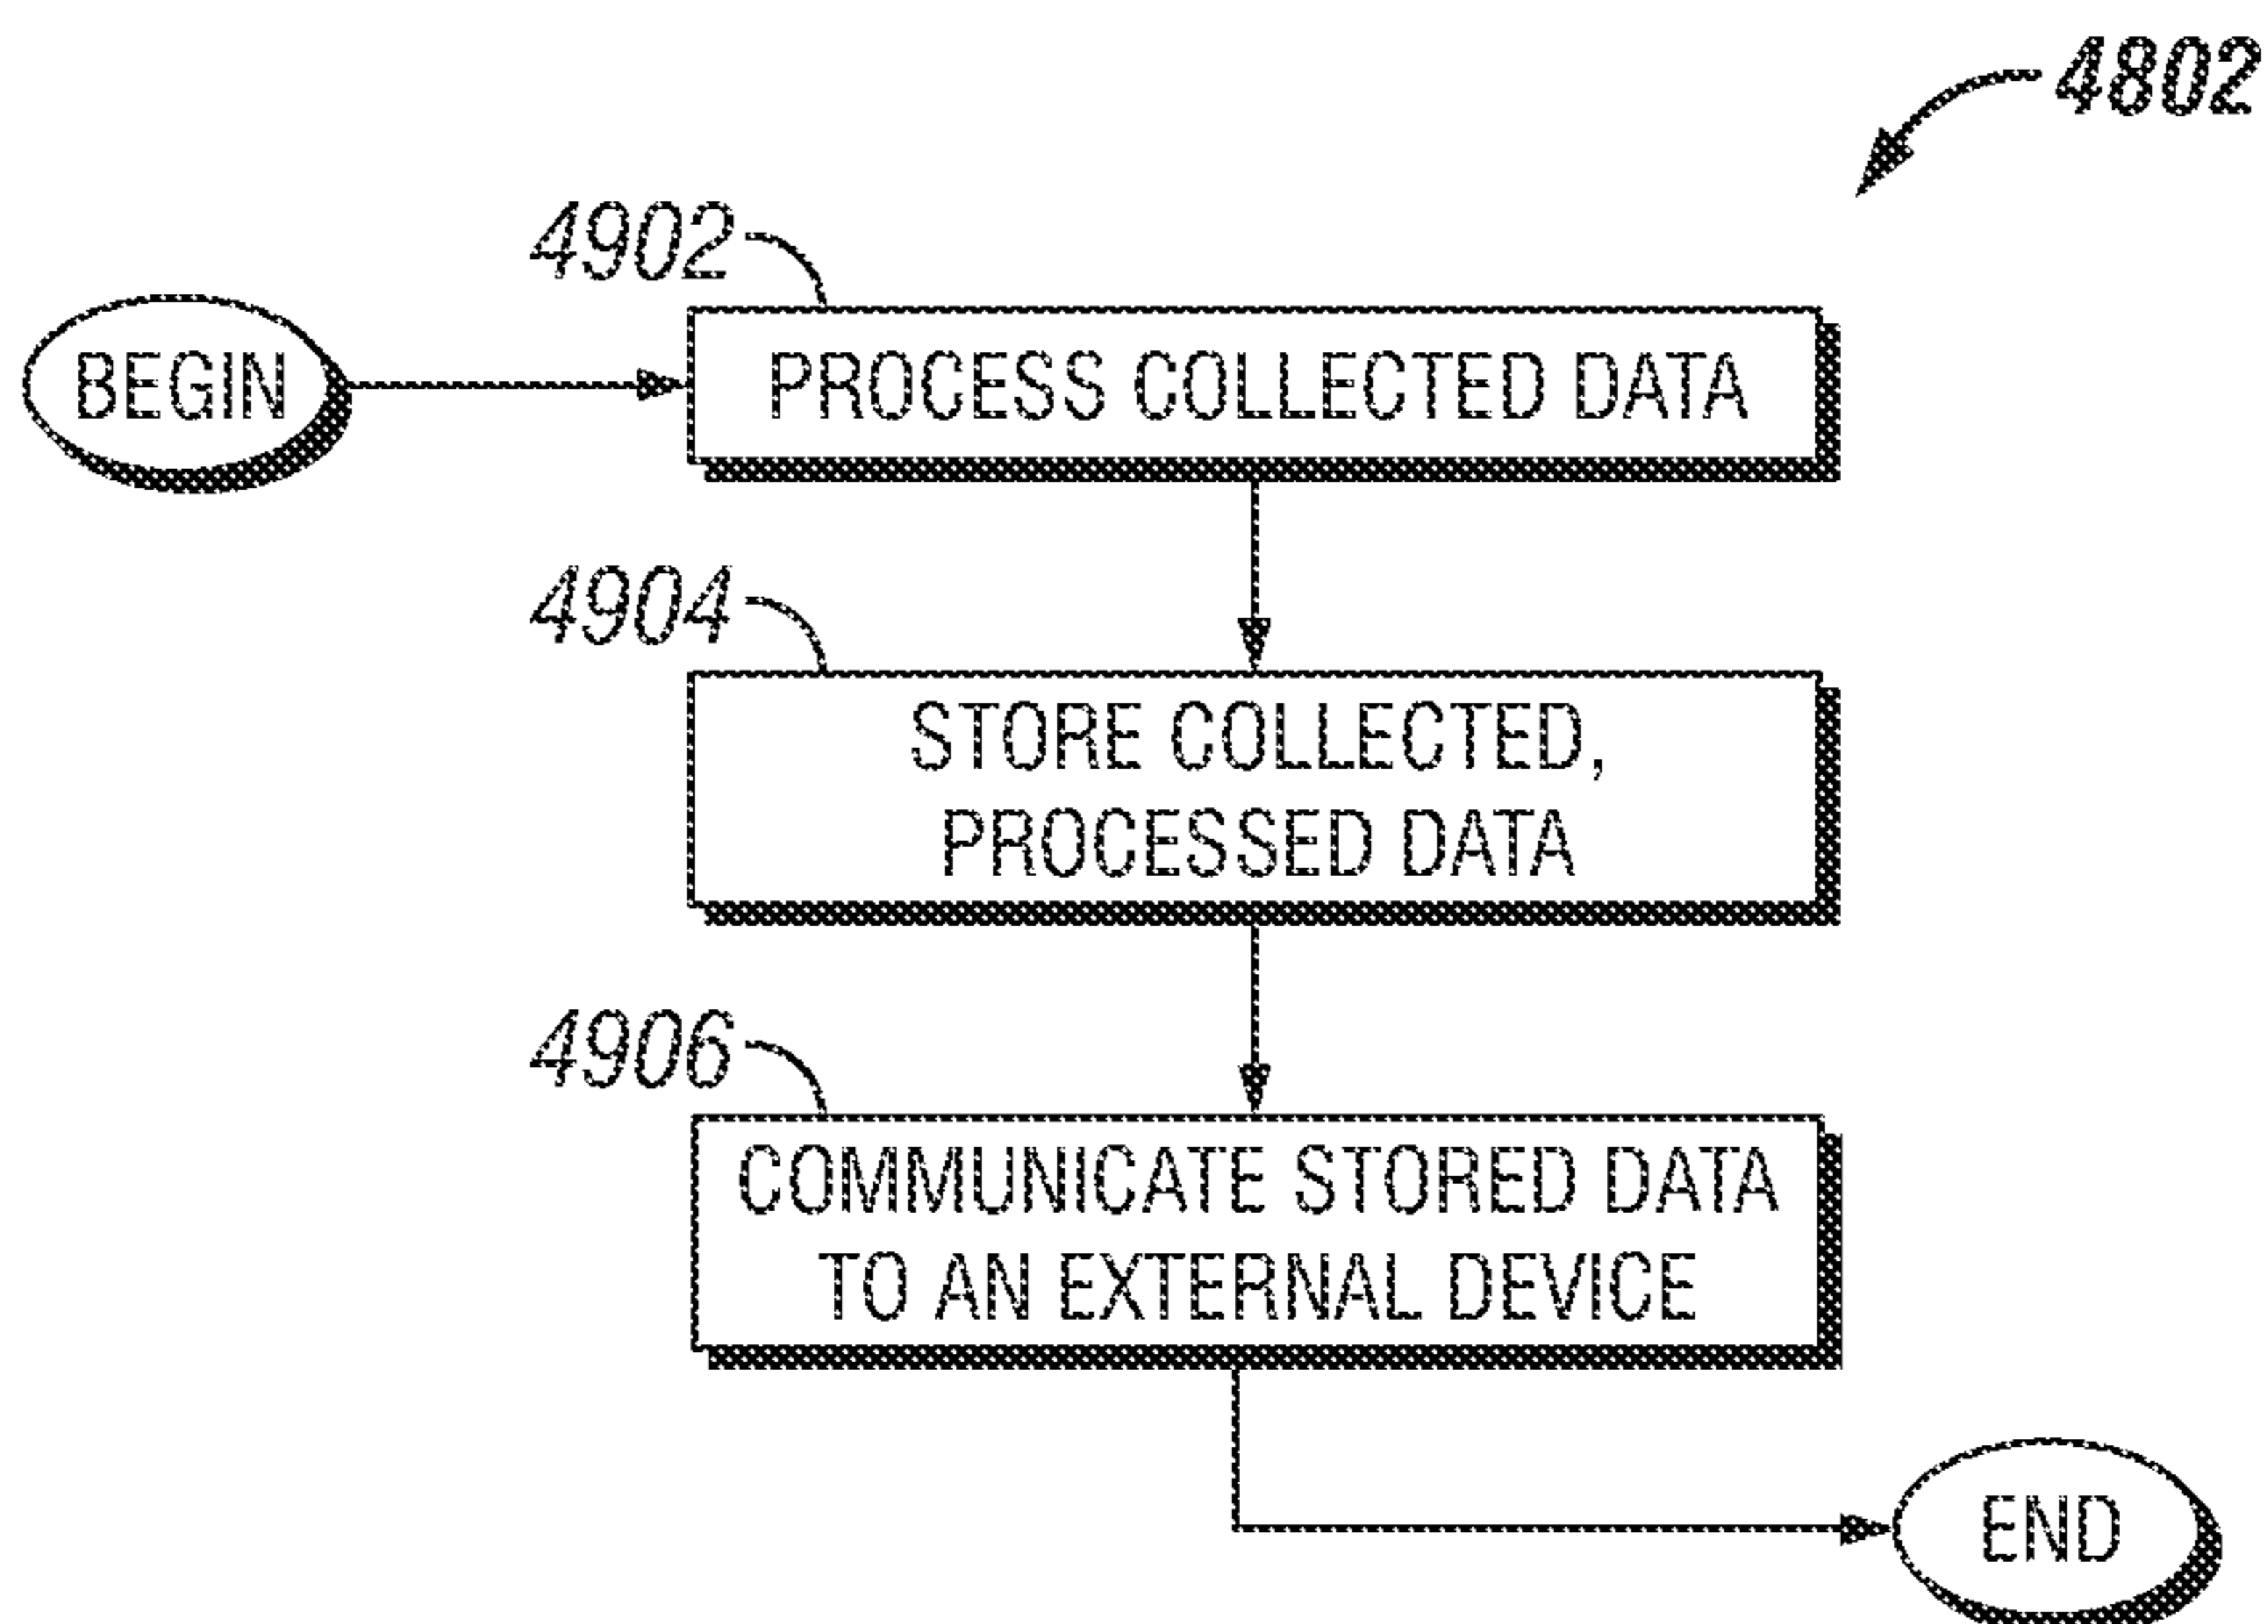 4802
4902
BEGIN
PROCESS COLLECTED DATA
4904
STORE COLLECTED,
PROCESSED DATA
4906
COMMUNICATE STORED DATA
TO AN EXTERNAL DEVICE
END